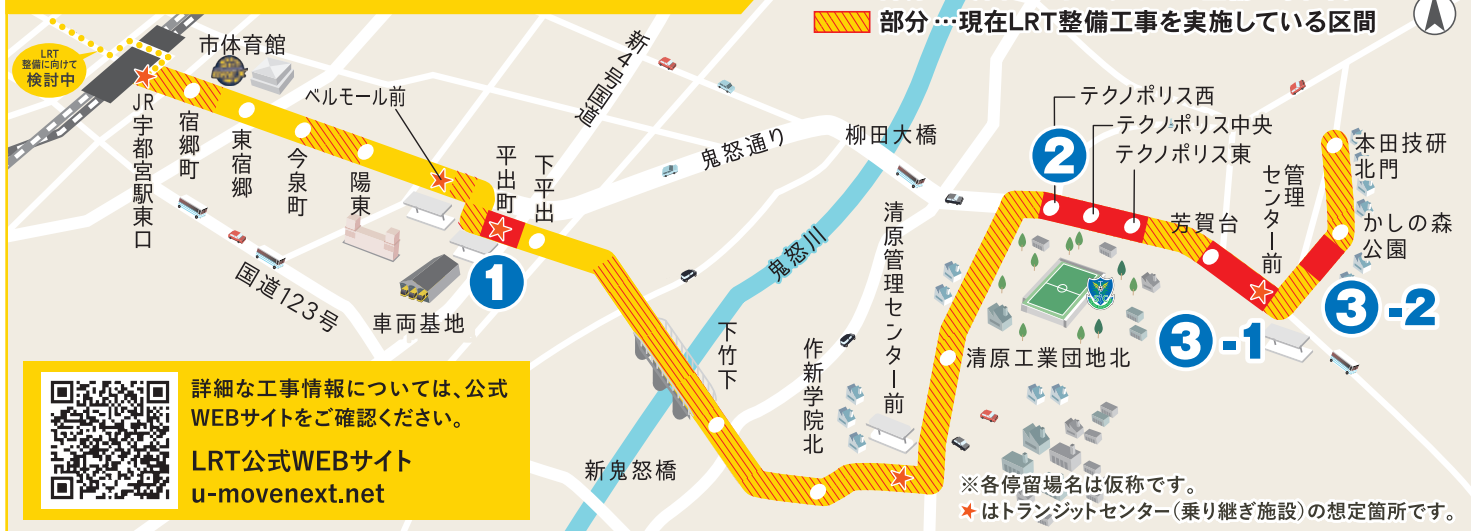 部分…現在LRT整備工事を実施している区間
LRT
整備に向けて
検討中
市体育館
ベルモール前
新4号国道
JR宇都宮駅東口
宿郷町
東宿郷
今泉町
陽東
平出町
下平出
鬼怒通り
柳田大橋
国道123号
車両基地
1
鬼怒川
新鬼怒橋
下竹下
作新学院北
清原管理センター前
清原工業団地北
2
テクノポリス西
テクノポリス中央
テクノポリス東
芳賀台
管理
センター前
本田技研
北門
かしの森
公園
3-1
3-2
詳細な工事情報については、公式
WEBサイトをご確認ください。
LRT公式WEBサイト
u-movenext.net
※各停留場名は仮称です。
★はトランジットセンター(乗り継ぎ施設)の想定箇所です。